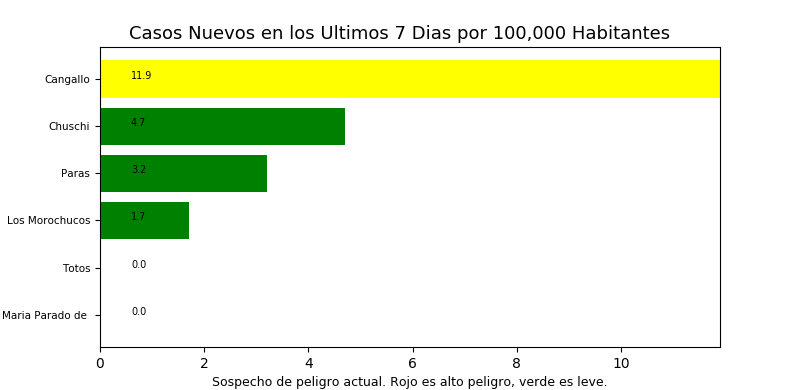 Casos Nuevos en los Ultimos 7 Dias por 100,000 Habitantes
Cangallo 11.9
Chuschi 4.7
Paras 3.2
Los Morochucos 1.7
Totos 0.0
Maria Parado de 0.0
0 2 4 6 8 10
Sospecho de peligro actual. Rojo es alto peligro, verde es leve.